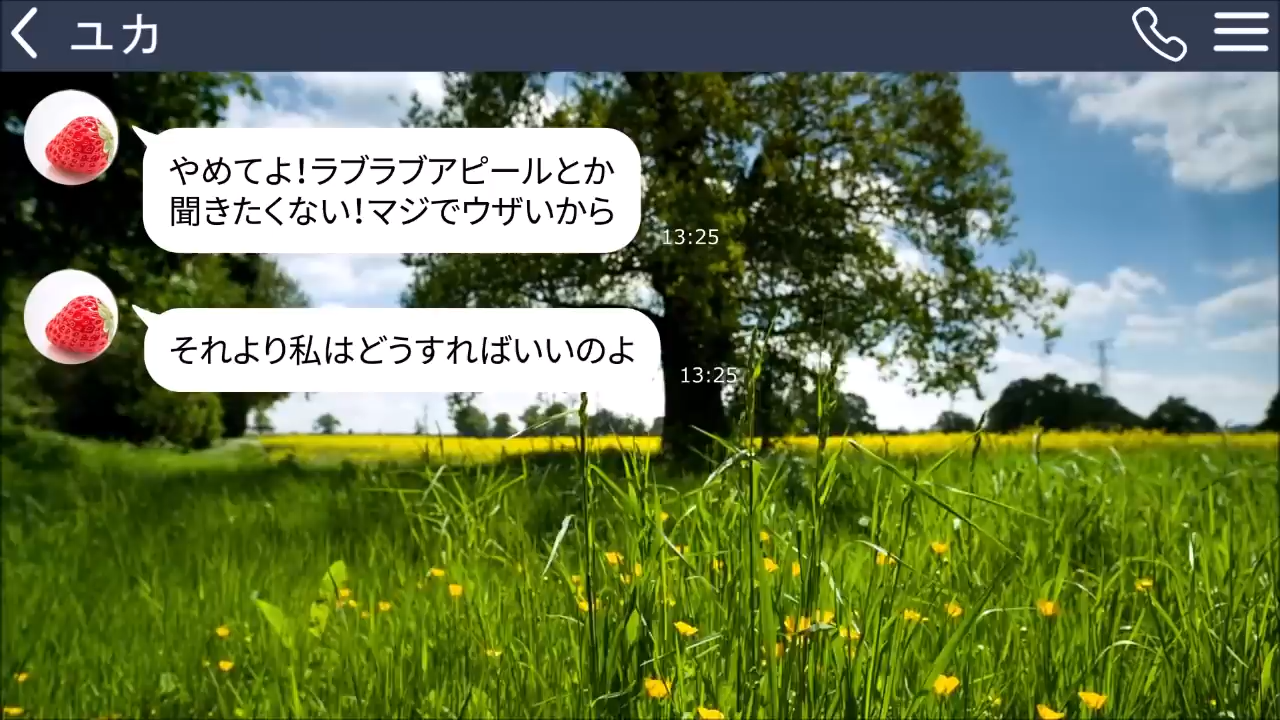 ユカ
やめてよ！ラブラブアピールとか
聞きたくない！マジでウザいから
13:25
それより私はどうすればいいのよ
13:25